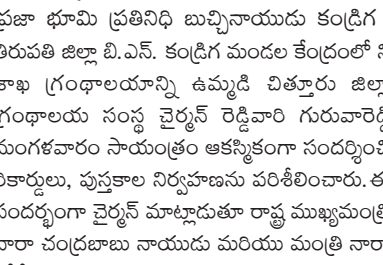 ప్రజా భూమి ప్రతినిధి బుచ్చినాయుడు కండ్రిగ
తిరుపతి జిల్లా బి.ఎన్. కండ్రిగ మండల కేంద్రంలో
శాఖ గ్రంథాలయాన్ని ఉమ్మడి చిత్తూరు జిల్లా
గ్రంథాలయ సంస్థ చైర్మన్ రెడ్డివారి గురువారెడ్డి
మంగళవారం సాయంత్రం ఆకస్మికంగా సందర్శించి
రికార్డులు, పుస్తకాల నిర్వహణను పరిశీలించారు.ఈ
సందర్భంగా చైర్మన్ మాట్లాడుతూ రాష్ట్ర ముఖ్యమంత్రి
నారా చంద్రబాబు నాయుడు మరియు మంత్రి నారా